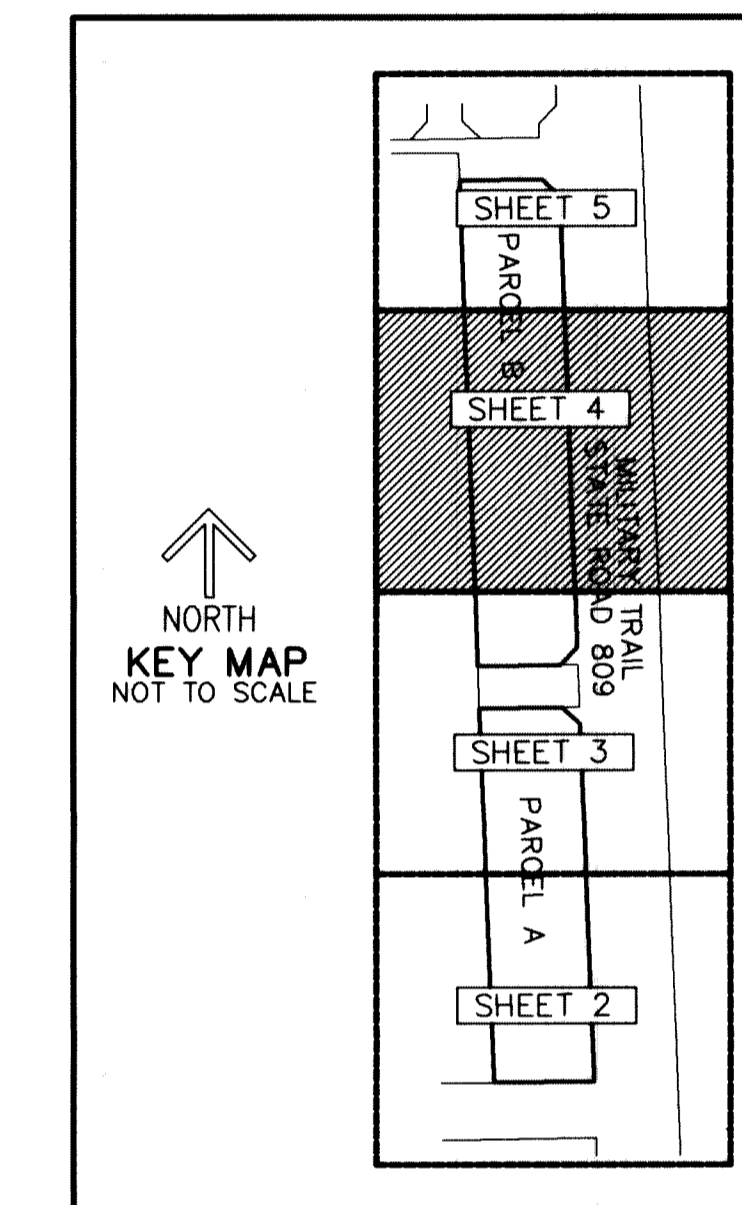 SHEET 5
PARCEL B
SHEET 4
MILITARY TRAIL
STATE ROAD 809
NORTH
KEY MAP
NOT TO SCALE
SHEET 3
PARCEL A
SHEET 2